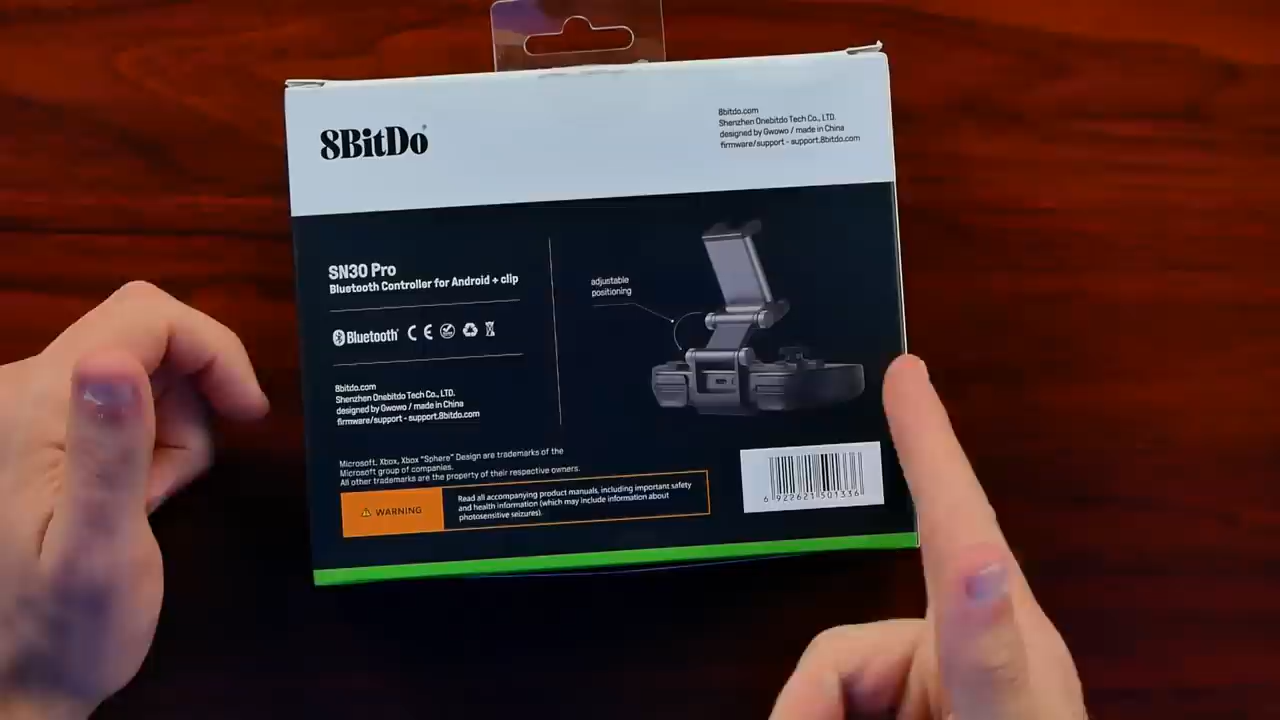 8BitDo
8bitdo.com
Shenzhen Onebitdo Tech Co., LTD.
designed by Gwowo / made in China
firmware/support - support.8bitdo.com
SN30 Pro
Bluetooth Controller for Android + clip
Bluetooth®
CE
8bitdo.com
Shenzhen Onebitdo Tech Co., LTD.
designed by Gwowo / made in China
firmware/support - support.8bitdo.com
adjustable
positioning
Microsoft, Xbox, Xbox "Sphere" Design are trademarks of the
Microsoft group of companies.
All other trademarks are the property of their respective owners.
WARNING
Read all accompanying product manuals, including important safety
and health information (which may include information about
photosensitive seizures).
6 922621 501336